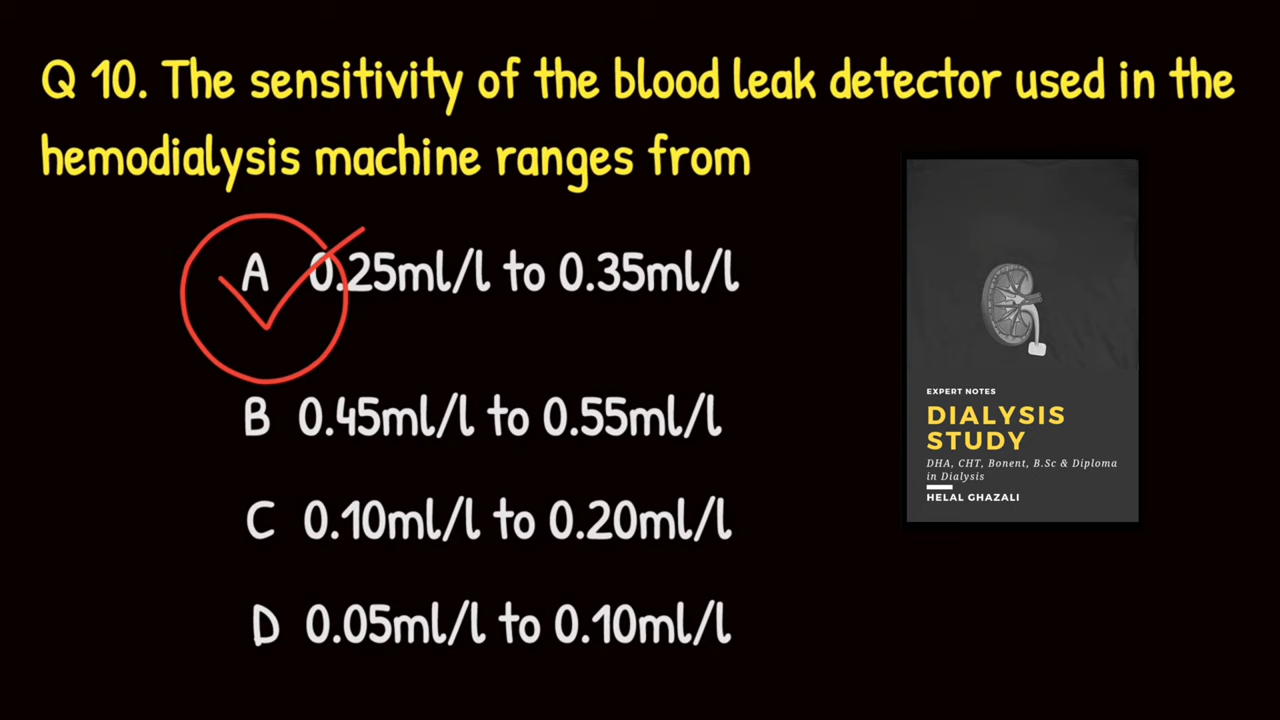 Q 10. The sensitivity of the blood leak detector used in the
hemodialysis machine ranges from
A 0.25ml/l to 0.35ml/l
B 0.45ml/l to 0.55ml/l
C 0.10ml/l to 0.20ml/l
D 0.05ml/l to 0.10ml/l
EXPERT NOTES
DIALYSIS
STUDY
DHA, CHT, Bonent, B.Sc & Diploma
in Dialysis
HELAL GHAZALI